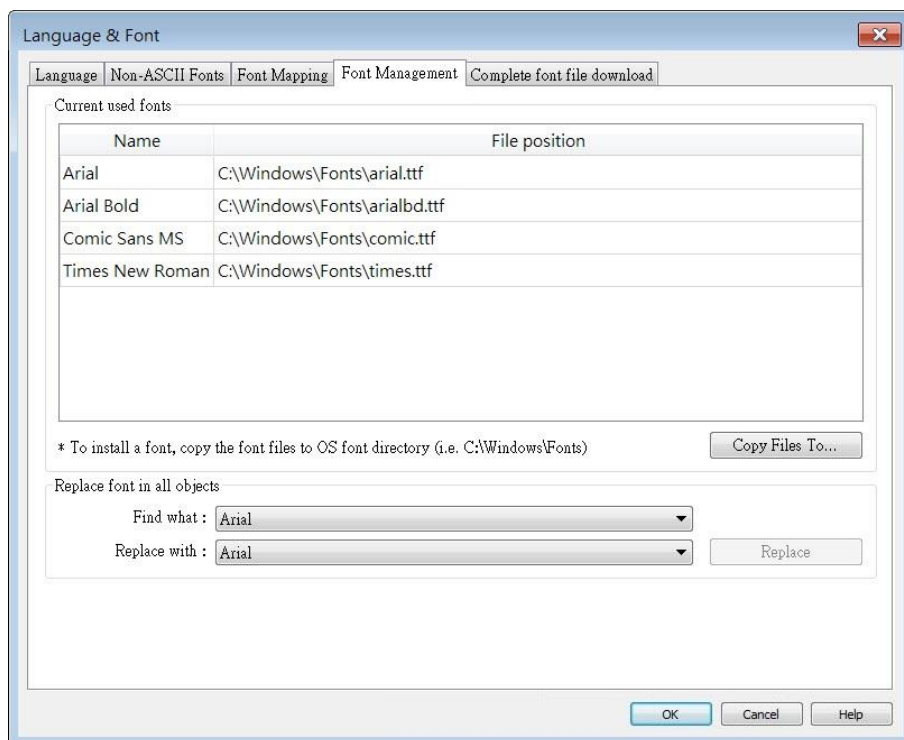 Language & Font
Language Non-ASCII Fonts Font Mapping Font Management Complete font file download
Current used fonts
Name File position
Arial C:\Windows\Fonts\arial.ttf
Arial Bold C:\Windows\Fonts\arialbd.ttf
Comic Sans MS C:\Windows\Fonts\comic.ttf
Times New Roman C:\Windows\Fonts\times.ttf
* To install a font, copy the font files to OS font directory (i.e. C:\Windows\Fonts) Copy Files To...
Replace font in all objects
Find what : Arial
Replace with : Arial Replace
OK Cancel Help